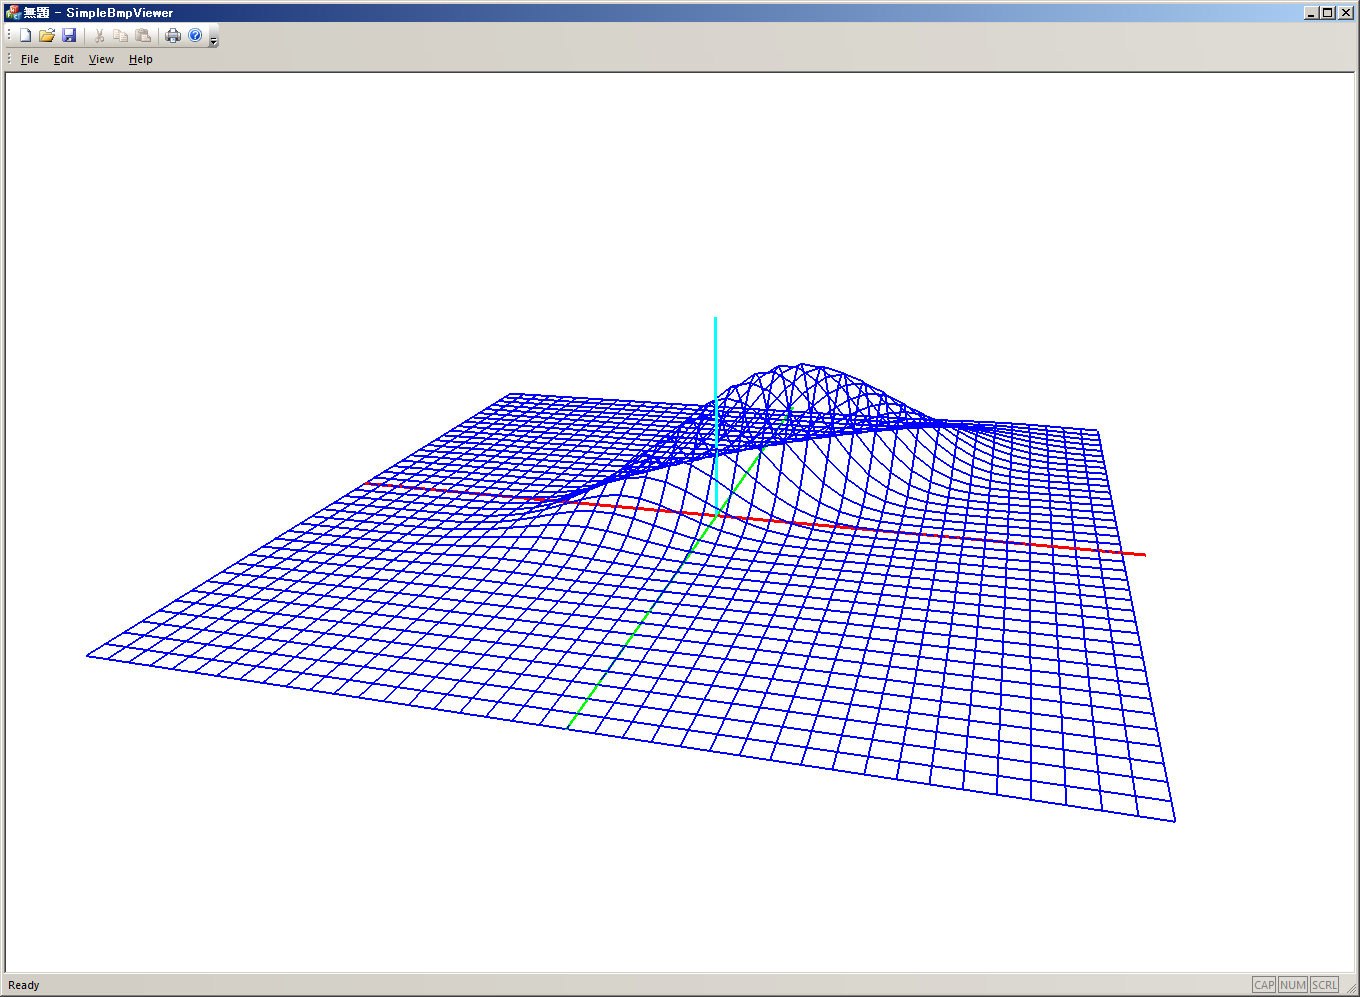 無題 - SimpleBmpViewer
File Edit View Help
Ready
CAP NUM SCRL